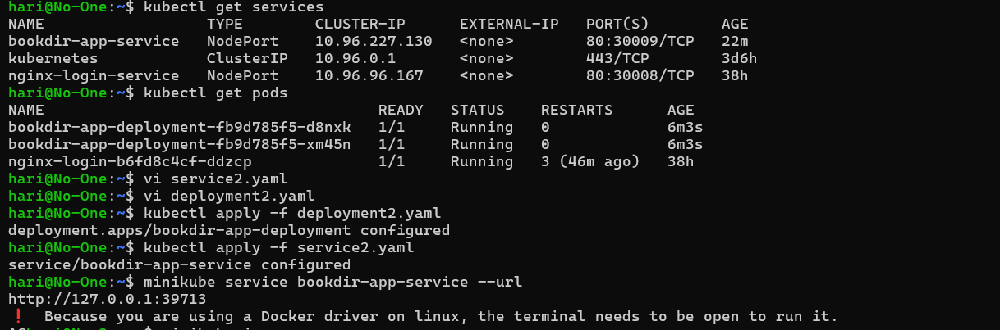 hari@No-One:~$ kubectl get services
NAME TYPE CLUSTER-IP EXTERNAL-IP PORT(S) AGE
bookdir-app-service NodePort 10.96.227.130 <none> 80:30009/TCP 22m
kubernetes ClusterIP 10.96.0.1 <none> 443/TCP 3d6h
nginx-login-service NodePort 10.96.96.167 <none> 80:30008/TCP 38h
hari@No-One:~$ kubectl get pods
NAME READY STATUS RESTARTS AGE
bookdir-app-deployment-fb9d785f5-d8nxk 1/1 Running 0 6m3s
bookdir-app-deployment-fb9d785f5-xm45n 1/1 Running 0 6m3s
nginx-login-b6fd8c4cf-ddzcp 1/1 Running 3 (46m ago) 38h
hari@No-One:~$ vi service2.yaml
hari@No-One:~$ vi deployment2.yaml
hari@No-One:~$ kubectl apply -f deployment2.yaml
deployment.apps/bookdir-app-deployment configured
hari@No-One:~$ kubectl apply -f service2.yaml
service/bookdir-app-service configured
hari@No-One:~$ minikube service bookdir-app-service --url
http://127.0.0.1:39713
❗ Because you are using a Docker driver on linux, the terminal needs to be open to run it.